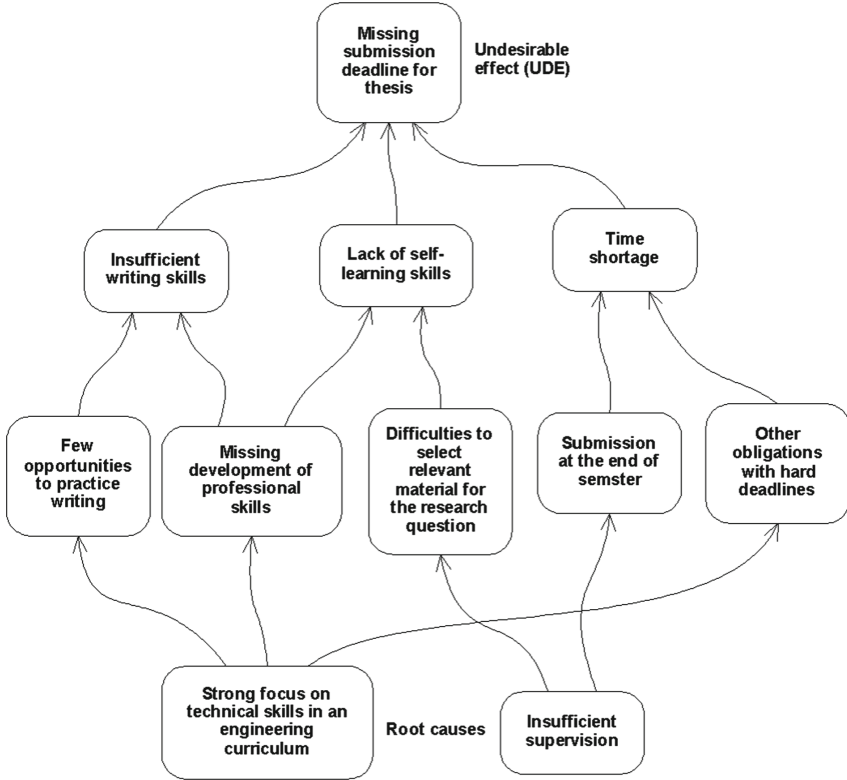 Missing
submission
deadline for
thesis
Undesirable
effect (UDE)
Insufficient
writing skills
Lack of self-
learning skills
Time
shortage
Few
opportunities
to practice
writing
Missing
development of
professional
skills
Difficulties to
select
relevant
material for
the research
question
Submission
at the end of
semster
Other
obligations
with hard
deadlines
Strong focus on
technical skills in an
engineering
curriculum
Root causes
Insufficient
supervision